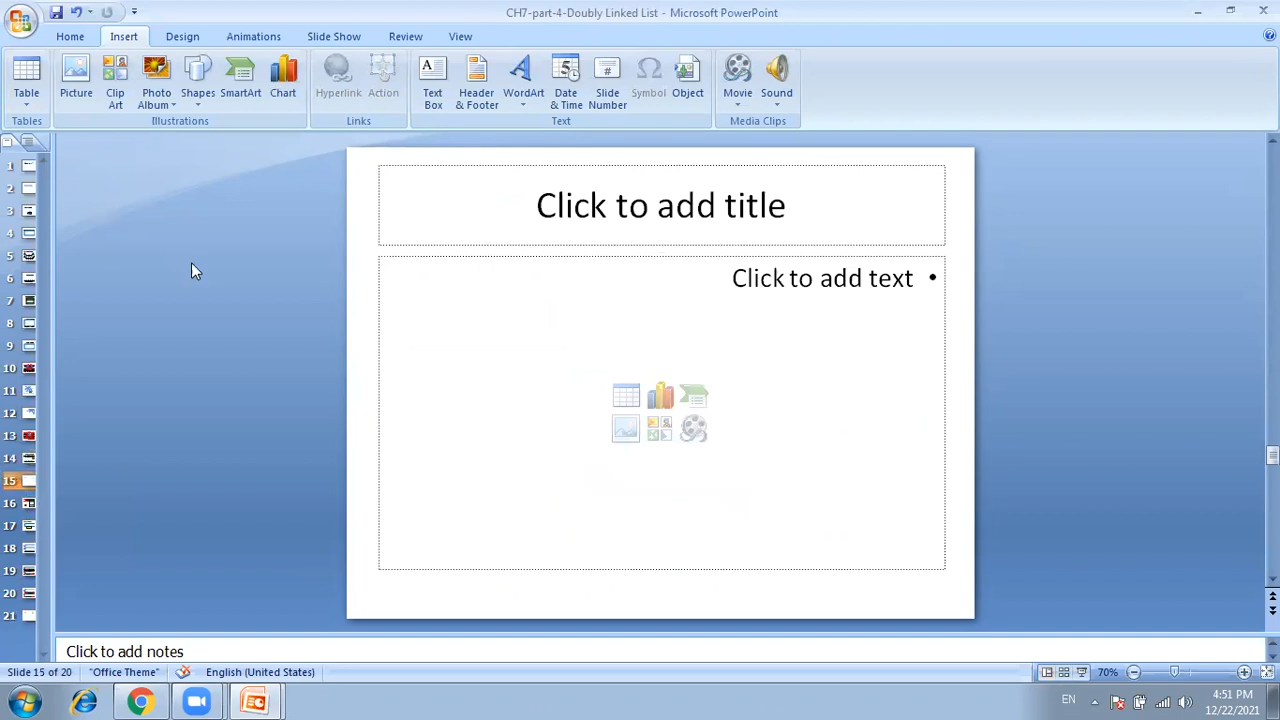 CH7-part-4-Doubly Linked List - Microsoft PowerPoint
Home Insert Design Animations Slide Show Review View
Table
Picture
Clip
Art
Photo
Album
Shapes
SmartArt
Chart
Hyperlink
Action
Text
Box
Header
& Footer
WordArt
Date
& Time
Slide
Number
Symbol
Object
Movie
Sound
Tables Illustrations Links Text Media Clips
1
2
3
4
5
6
7
8
9
10
11
12
13
14
15
16
17
18
19
20
21
Click to add title
Click to add text •
Click to add notes
Slide 15 of 20 "Office Theme" English (United States) 70%
EN 4:51 PM
12/22/2021